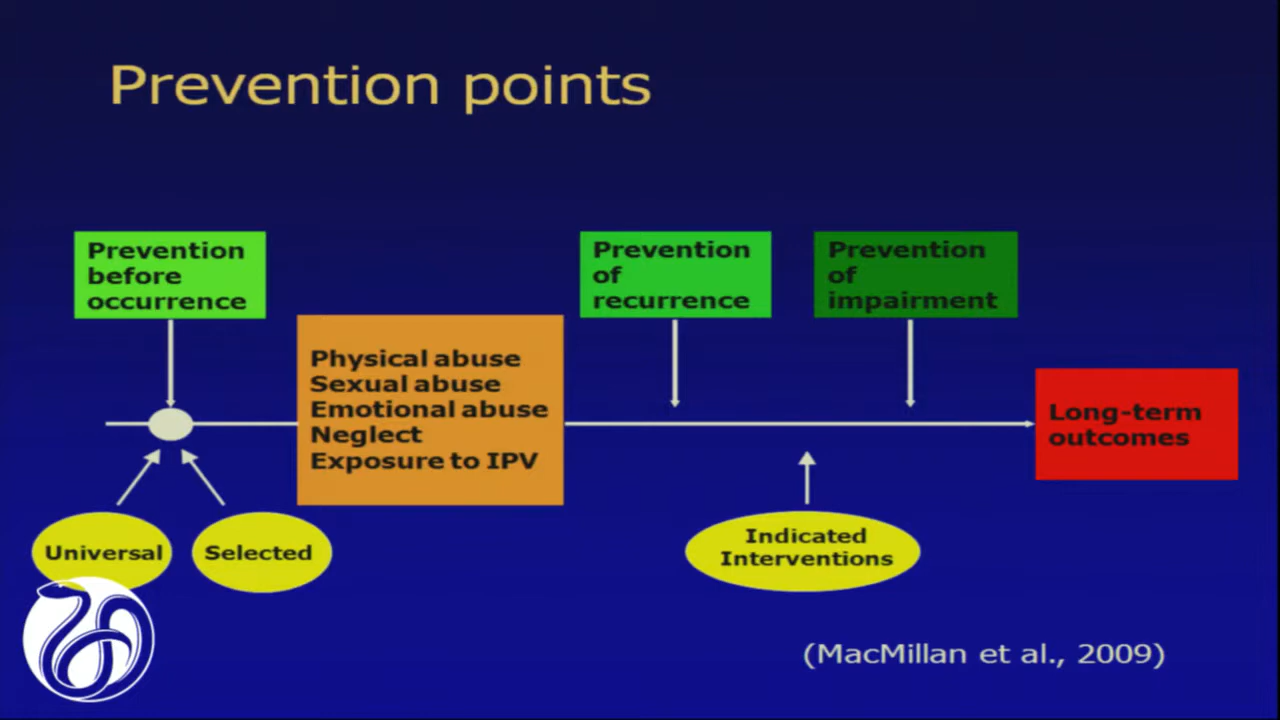 Prevention points
Prevention
before
occurrence
Prevention
of
recurrence
Prevention
of
impairment
Physical abuse
Sexual abuse
Emotional abuse
Neglect
Exposure to IPV
Long-term
outcomes
Universal
Selected
Indicated
Interventions
(MacMillan et al., 2009)